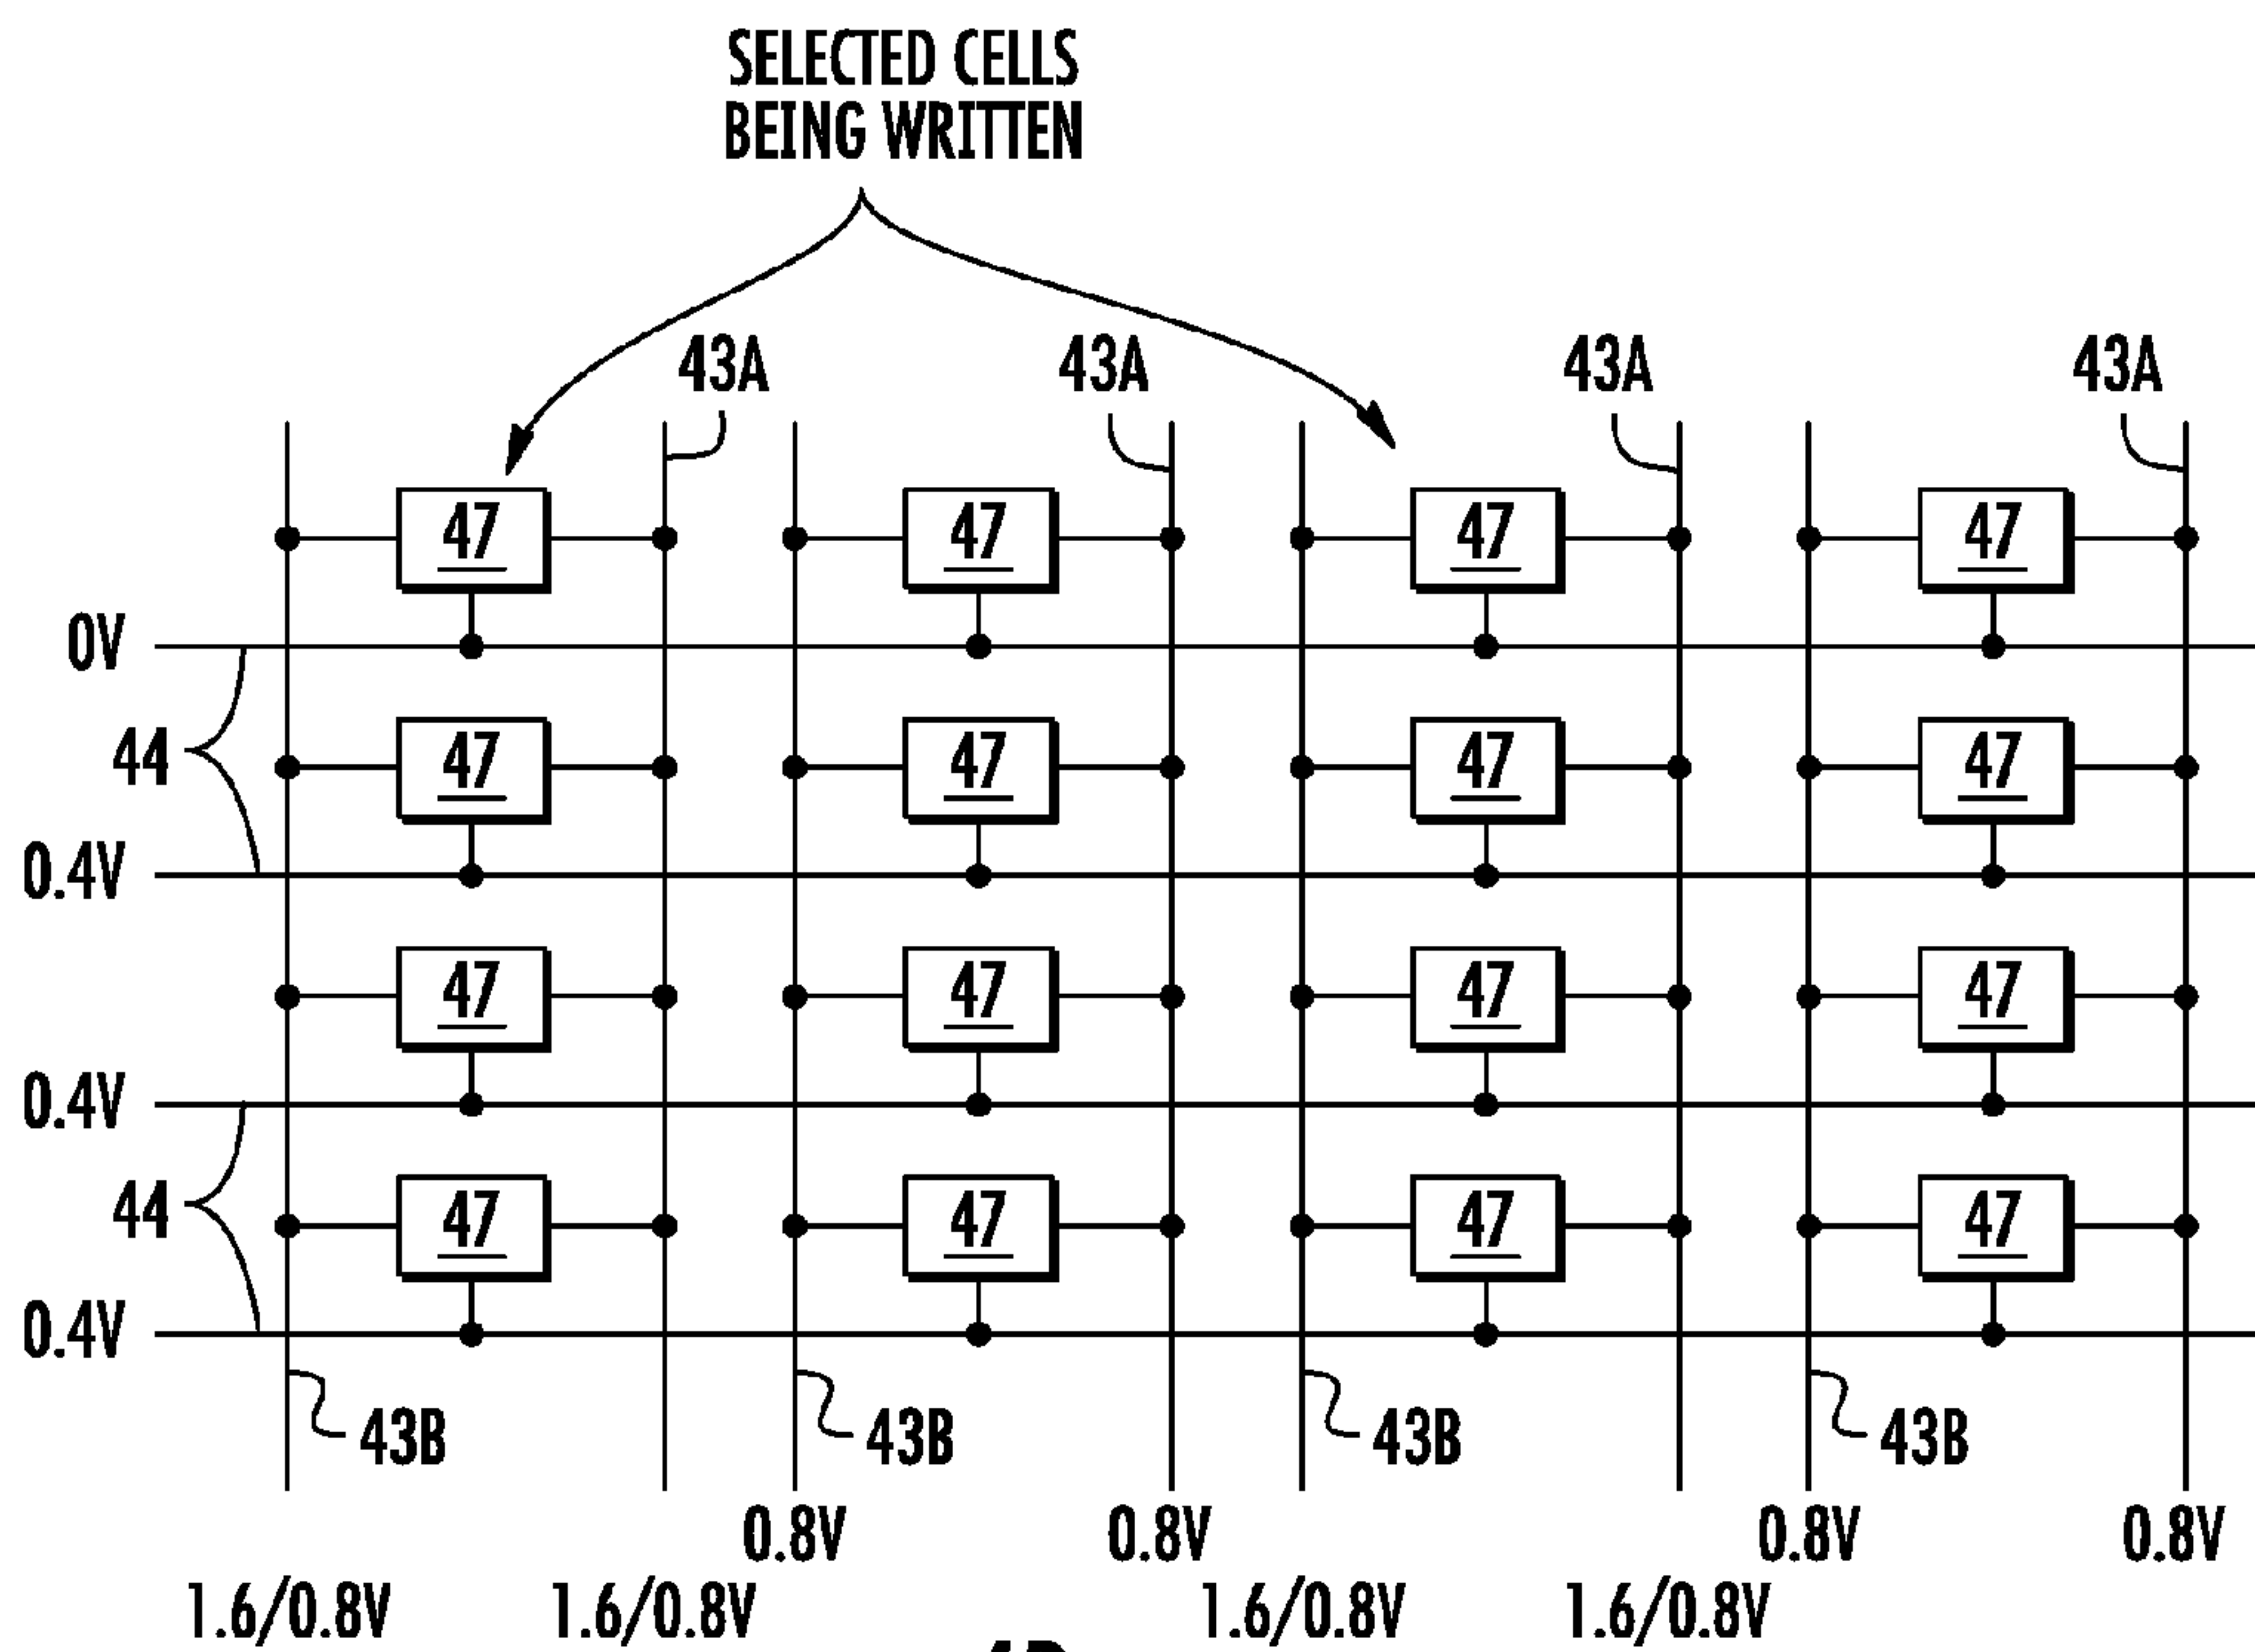 SELECTED CELLS
BEING WRITTEN
43A 43A 43A 43A
47 47 47 47
0V
47 47 47 47
44
0.4V
47 47 47 47
0.4V
47 47 47 47
44
0.4V
43B 43B 43B 43B
0.8V 0.8V 0.8V 0.8V
1.6/0.8V 1.6/0.8V 1.6/0.8V 1.6/0.8V